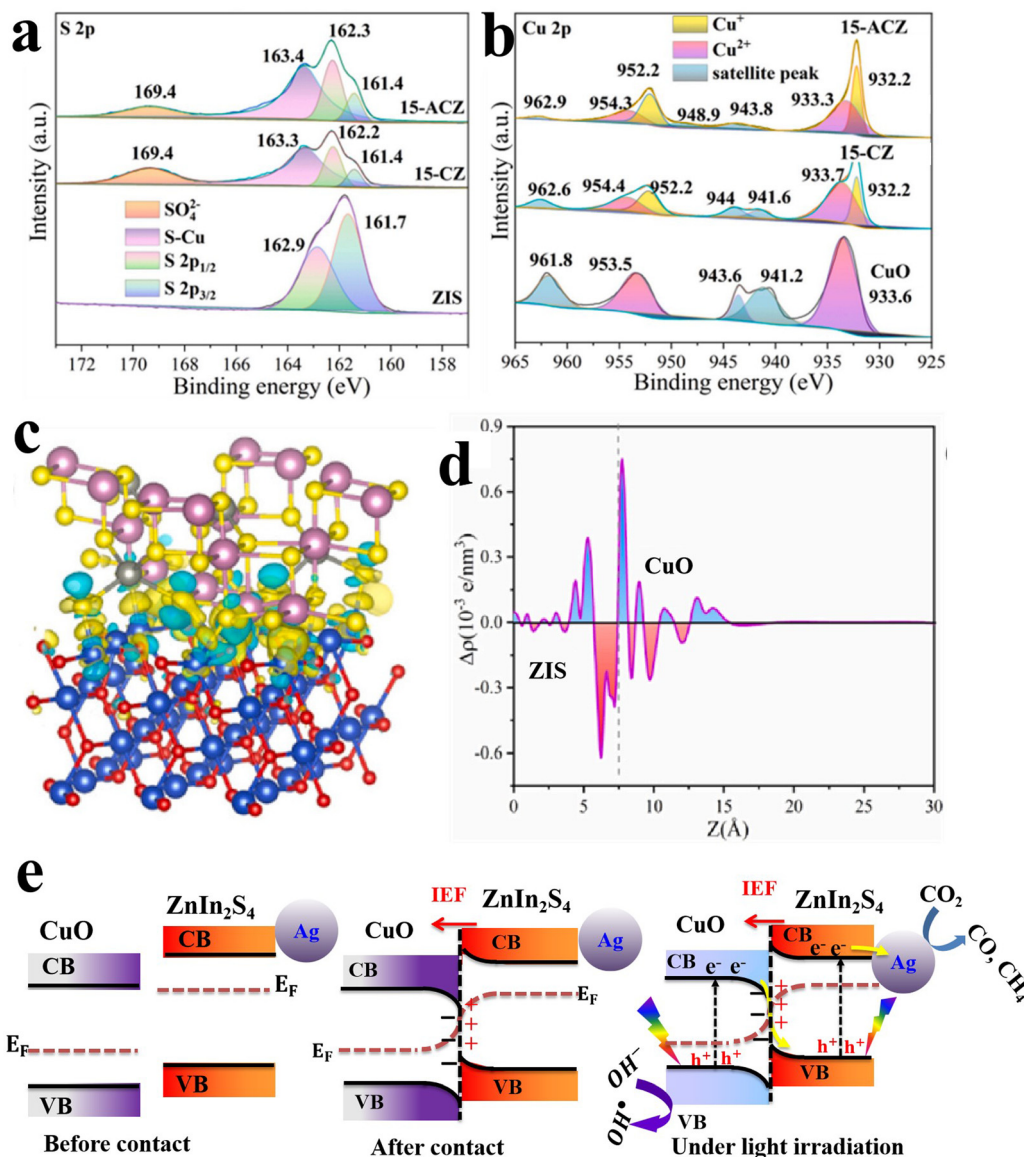 a
S 2p
162.3
163.4
161.4
169.4
15-ACZ
162.2
163.3
161.4
169.4
15-CZ
SO₄²⁻
S-Cu
S 2p₁/₂
S 2p₃/₂
162.9
161.7
ZIS
Intensity (a.u.)
172 170 168 166 164 162 160 158
Binding energy (eV)
b
Cu 2p
Cu⁺
Cu²⁺
satellite peak
15-ACZ
962.9
954.3
952.2
948.9
943.8
933.3
932.2
15-CZ
962.6
954.4
952.2
944
941.6
933.7
932.2
CuO
961.8
953.5
943.6
941.2
933.6
Intensity (a.u.)
965 960 955 950 945 940 935 930 925
Binding energy (eV)
c
d
0.9
0.6
0.3
0.0
-0.3
-0.6
Δρ(10⁻³ e/nm³)
CuO
ZIS
0 5 10 15 20 25 30
Z(Å)
e
CuO
CB
E_F
VB
ZnIn₂S₄
CB
Ag
E_F
VB
Before contact
IEF
CuO
ZnIn₂S₄
CB
CB
Ag
E_F
+
+
+
VB
VB
After contact
IEF
ZnIn₂S₄
CO₂
CuO
CB
e⁻ e⁻
Ag
CO, CH₄
CB
e⁻ e⁻
+
+
+
+
h⁺ h⁺
h⁺ h⁺
VB
OH⁻
OH•
VB
Under light irradiation